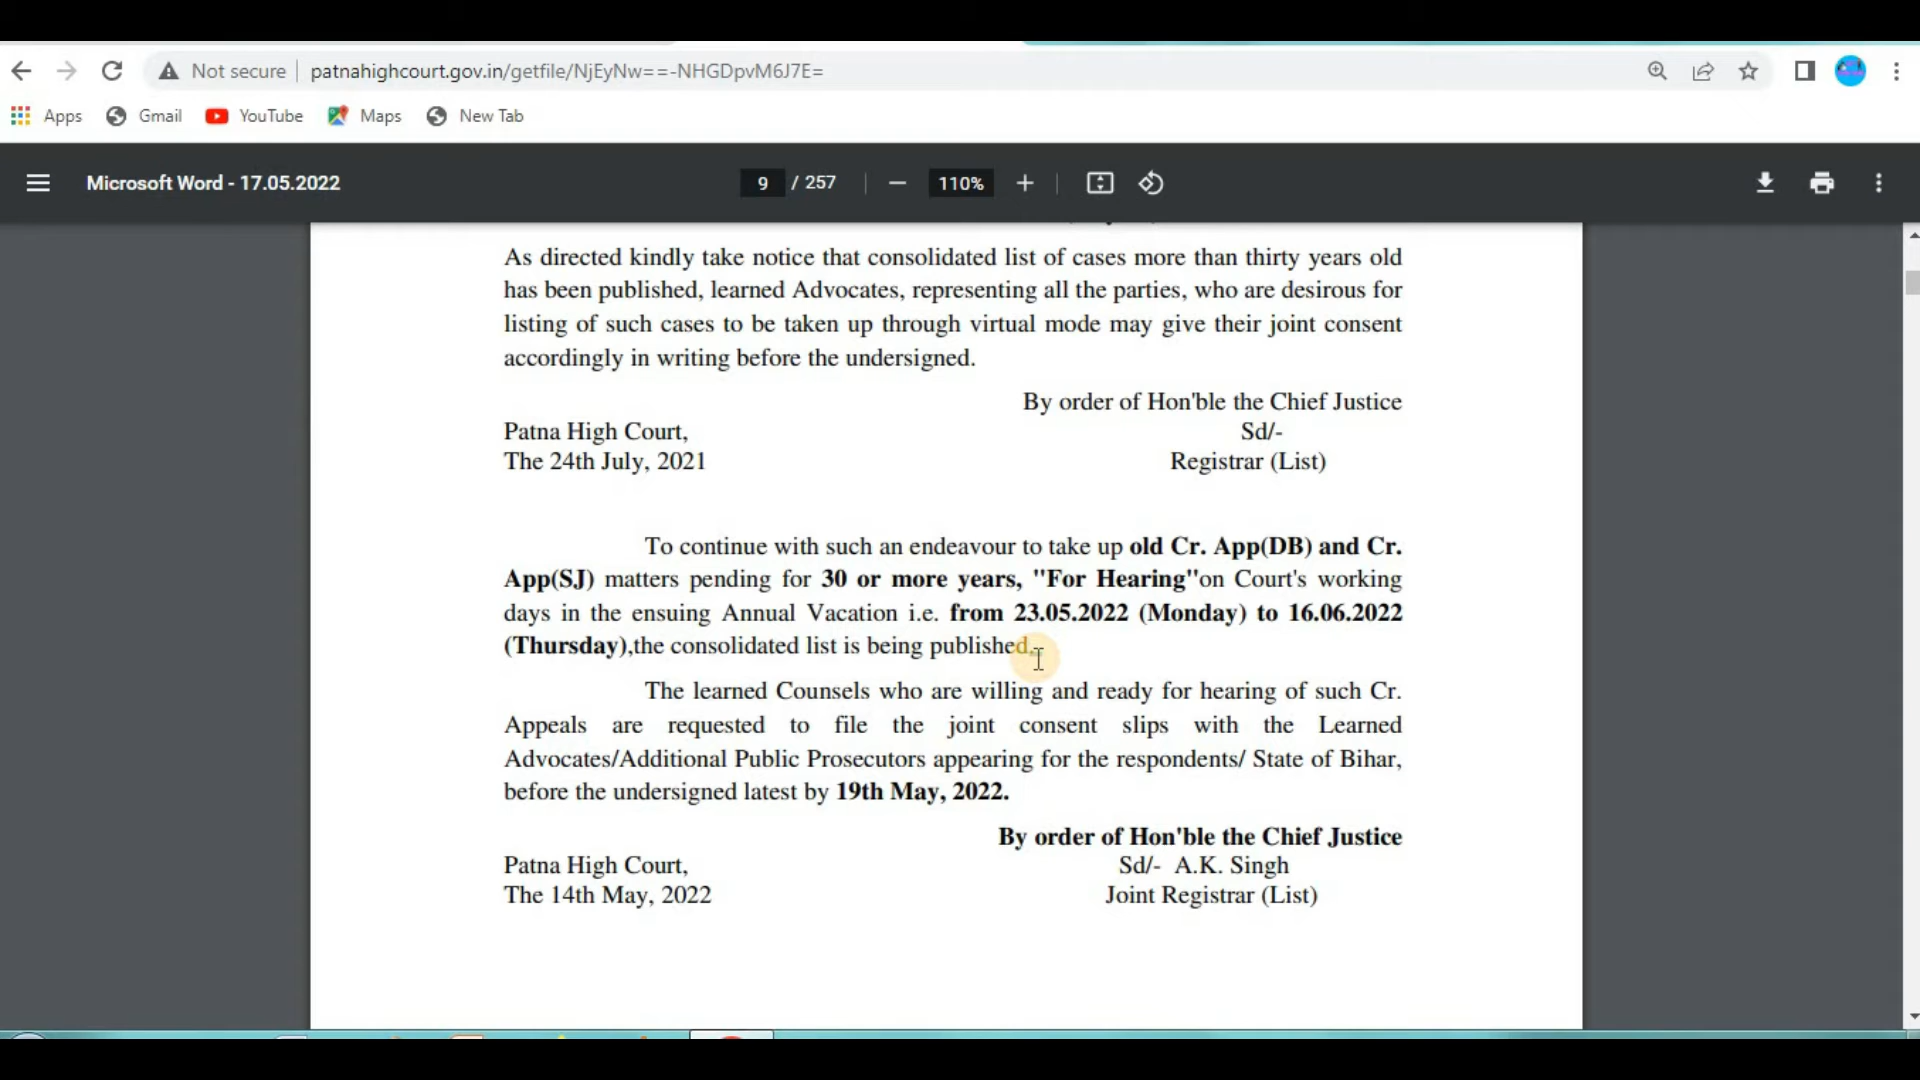 Not secure
patnahighcourt.gov.in/getfile/NjEyNw==-NHGDpvM6J7E=
Apps
Gmail
YouTube
Maps
New Tab
Microsoft Word - 17.05.2022
9 / 257
110%
As directed kindly take notice that consolidated list of cases more than thirty years old
has been published, learned Advocates, representing all the parties, who are desirous for
listing of such cases to be taken up through virtual mode may give their joint consent
accordingly in writing before the undersigned.
By order of Hon'ble the Chief Justice
Patna High Court, Sd/-
The 24th July, 2021 Registrar (List)
To continue with such an endeavour to take up old Cr. App(DB) and Cr.
App(SJ) matters pending for 30 or more years, "For Hearing"on Court's working
days in the ensuing Annual Vacation i.e. from 23.05.2022 (Monday) to 16.06.2022
(Thursday),the consolidated list is being published.
The learned Counsels who are willing and ready for hearing of such Cr.
Appeals are requested to file the joint consent slips with the Learned
Advocates/Additional Public Prosecutors appearing for the respondents/ State of Bihar,
before the undersigned latest by 19th May, 2022.
By order of Hon'ble the Chief Justice
Patna High Court, Sd/- A.K. Singh
The 14th May, 2022 Joint Registrar (List)